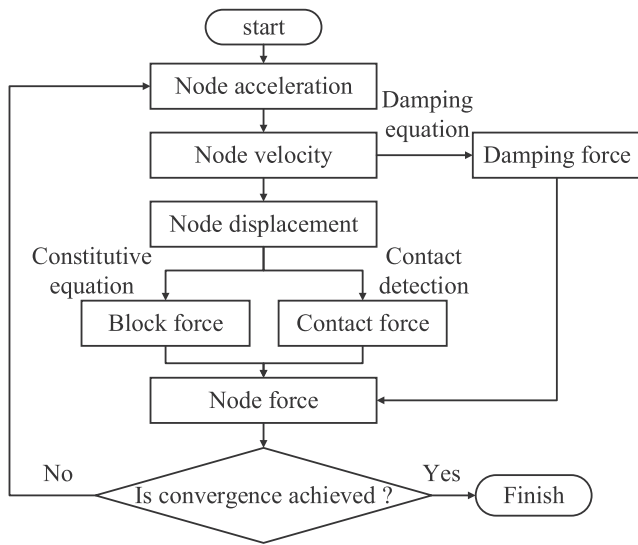 start
Node acceleration
Damping
equation
Node velocity
Damping force
Node displacement
Constitutive
equation
Contact
detection
Block force
Contact force
Node force
No
Is convergence achieved ?
Yes
Finish